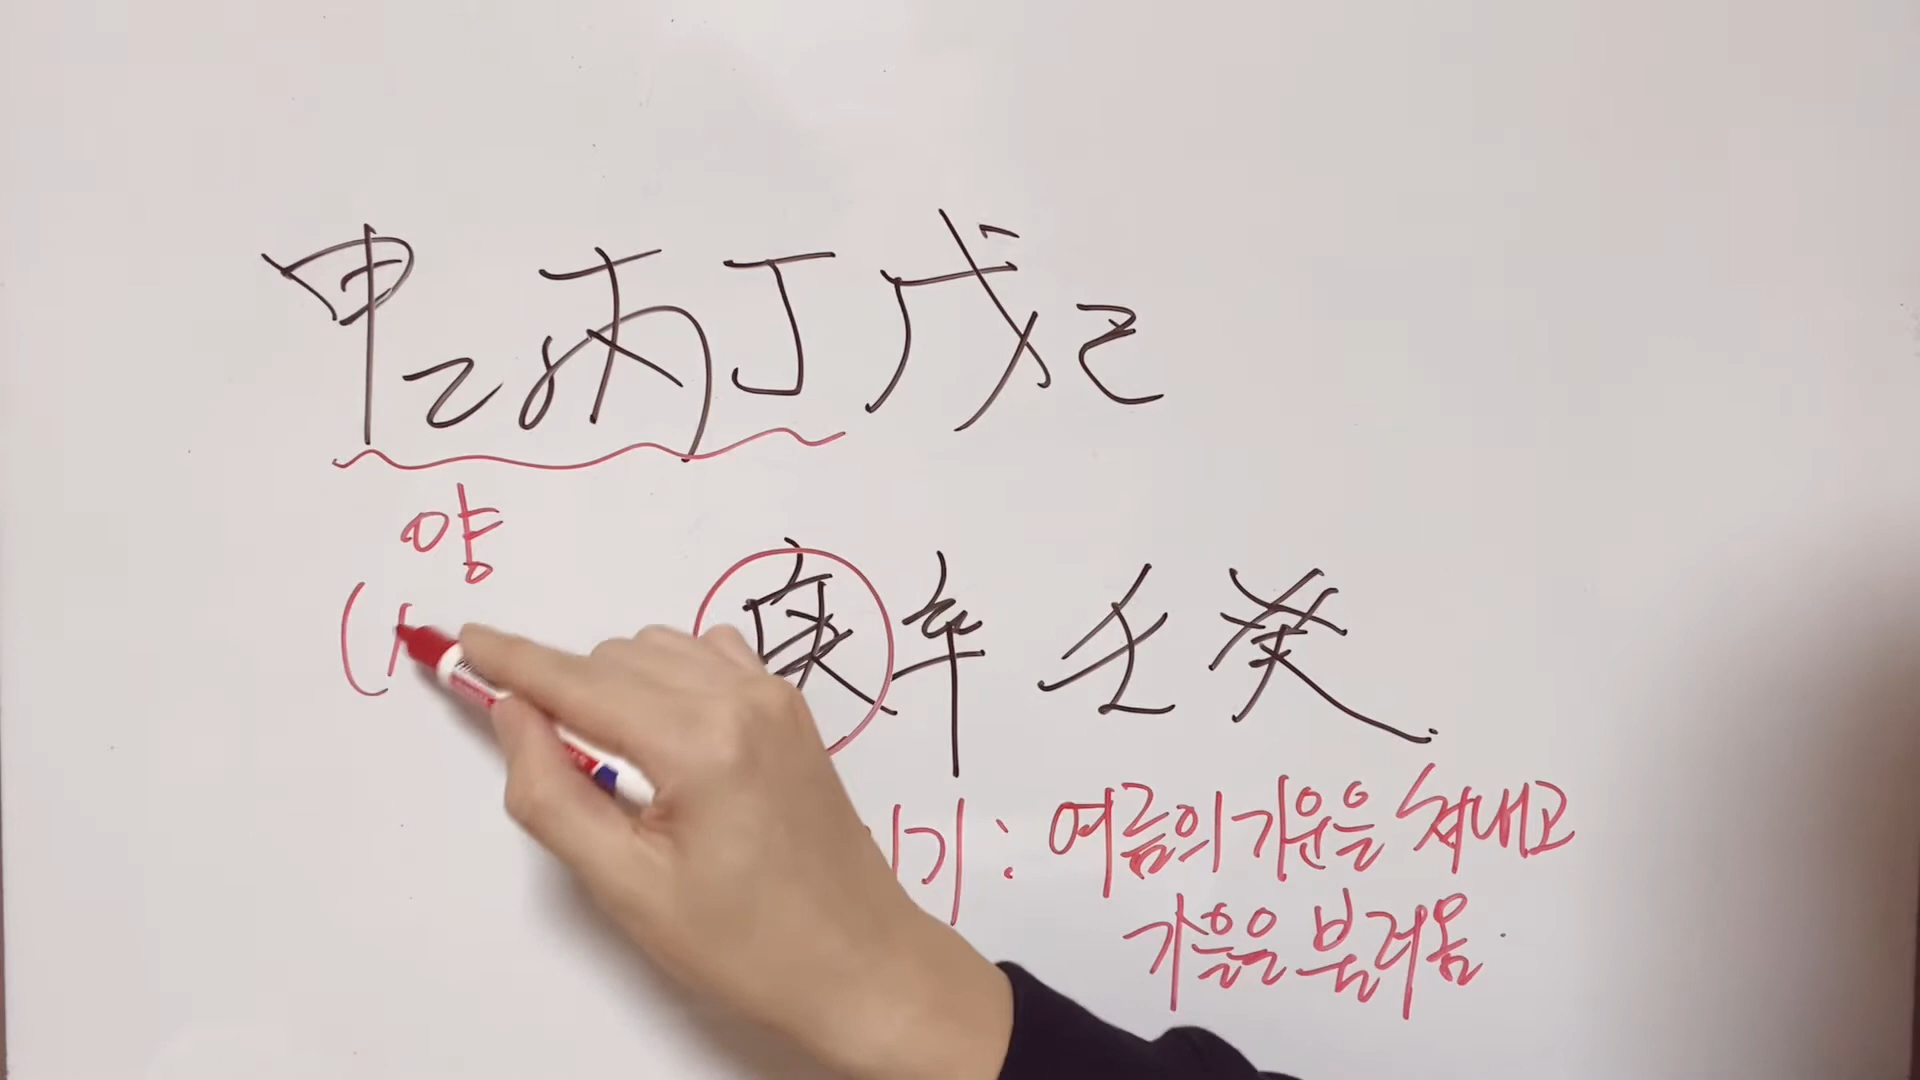 甲乙丙丁戊己
양
庚辛壬癸
기: 여름의 기운을 쳐내고
가을은 불러옴